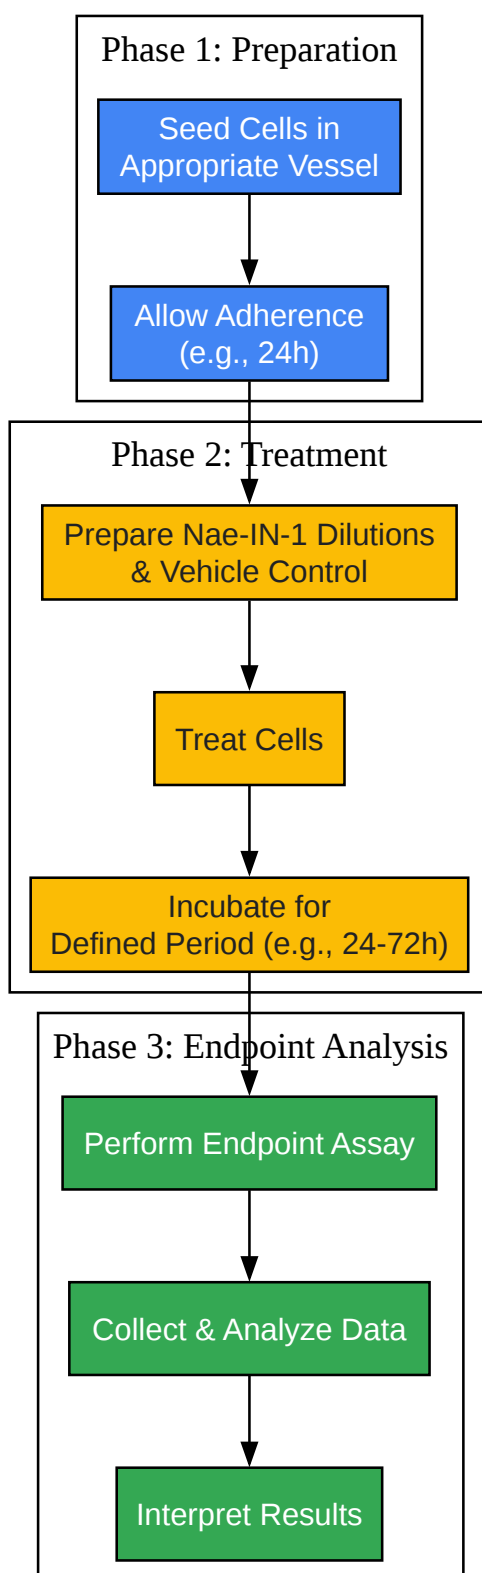 Phase 1: Preparation
Seed Cells in
Appropriate Vessel
Allow Adherence
(e.g., 24h)
Phase 2: Treatment
Prepare Nae-IN-1 Dilutions
& Vehicle Control
Treat Cells
Incubate for
Defined Period (e.g., 24-72h)
Phase 3: Endpoint Analysis
Perform Endpoint Assay
Collect & Analyze Data
Interpret Results